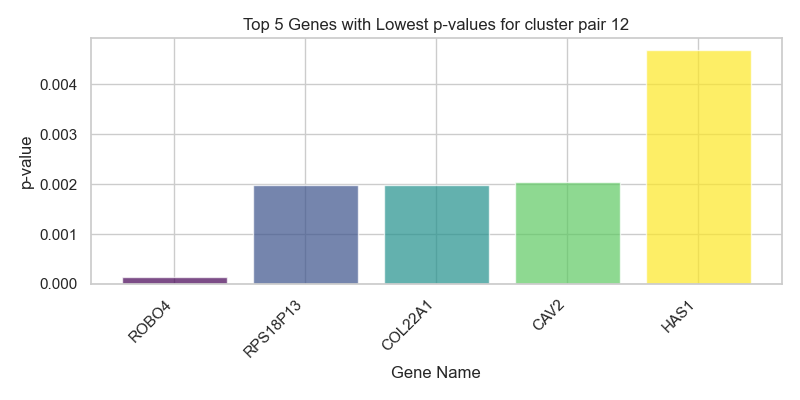 Top 5 Genes with Lowest p-values for cluster pair 12
p-value
0.004
0.003
0.002
0.001
0.000
ROBO4
RPS18P13
COL22A1
CAV2
HAS1
Gene Name